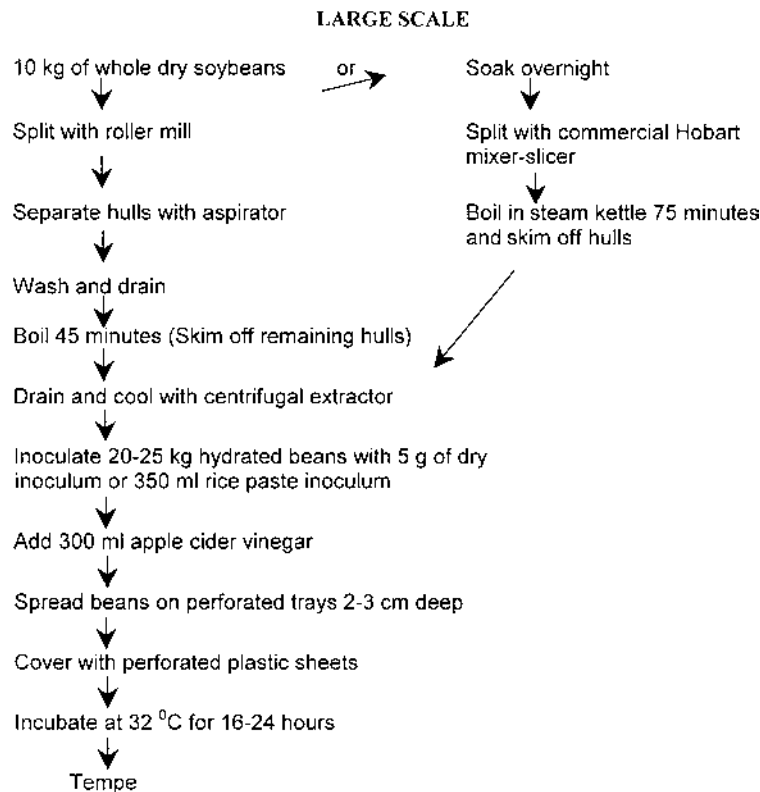 LARGE SCALE
10 kg of whole dry soybeans or Soak overnight
Split with roller mill
Split with commercial Hobart
mixer-slicer
Separate hulls with aspirator
Boil in steam kettle 75 minutes
and skim off hulls
Wash and drain
Boil 45 minutes (Skim off remaining hulls)
Drain and cool with centrifugal extractor
Inoculate 20-25 kg hydrated beans with 5 g of dry
inoculum or 350 ml rice paste inoculum
Add 300 ml apple cider vinegar
Spread beans on perforated trays 2-3 cm deep
Cover with perforated plastic sheets
Incubate at 32 ⁰C for 16-24 hours
Tempe